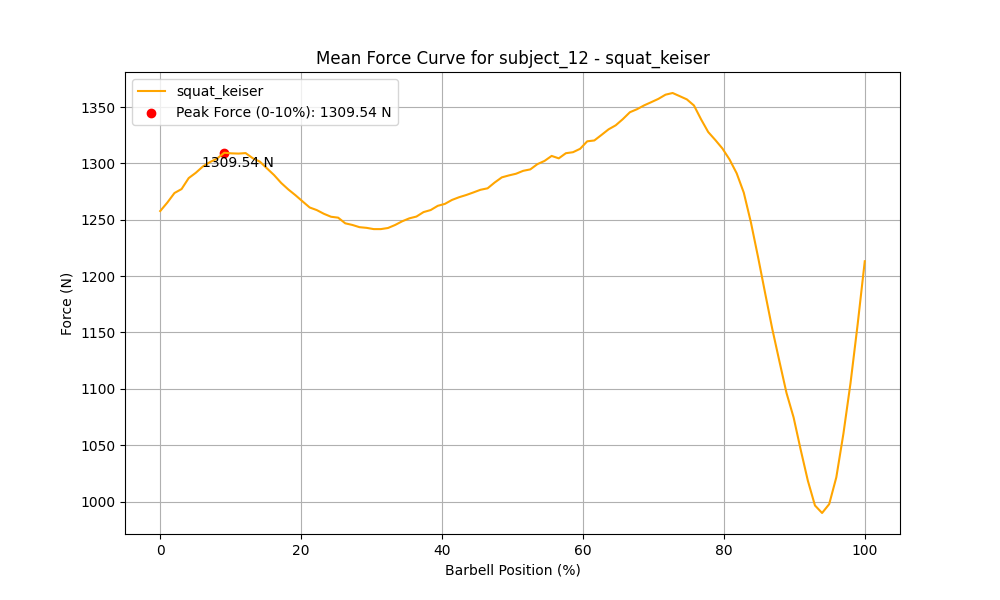 Mean Force Curve for subject_12 - squat_keiser
squat_keiser
Peak Force (0-10%): 1309.54 N
1309.54 N
1350
1300
1250
1200
1150
1100
1050
1000
Force (N)
0 20 40 60 80 100
Barbell Position (%)